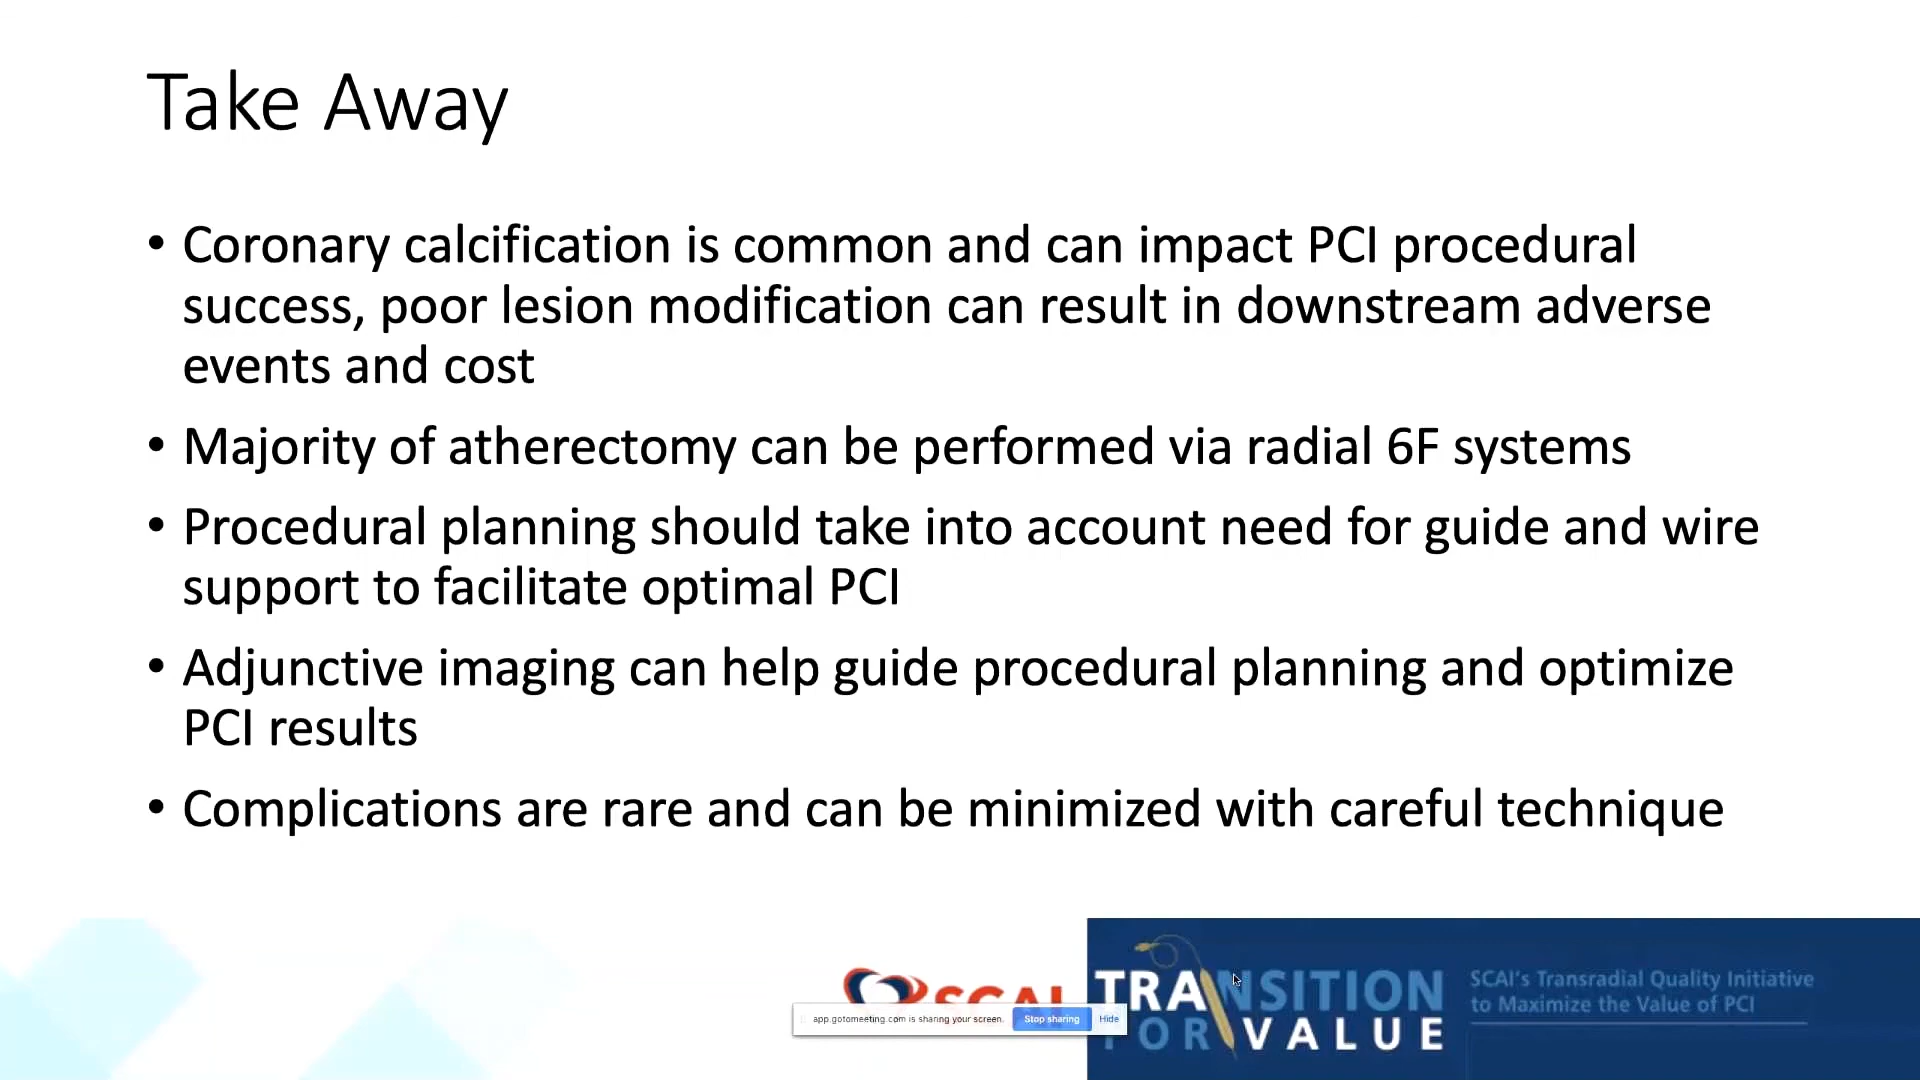 Take Away
• Coronary calcification is common and can impact PCI procedural
success, poor lesion modification can result in downstream adverse
events and cost
• Majority of atherectomy can be performed via radial 6F systems
• Procedural planning should take into account need for guide and wire
support to facilitate optimal PCI
• Adjunctive imaging can help guide procedural planning and optimize
PCI results
• Complications are rare and can be minimized with careful technique
SCAI
TRANSITION
FOR VALUE
SCAI's Transradial Quality Initiative
to Maximize the Value of PCI
app.gotomeeting.com is sharing your screen. Stop sharing Hide